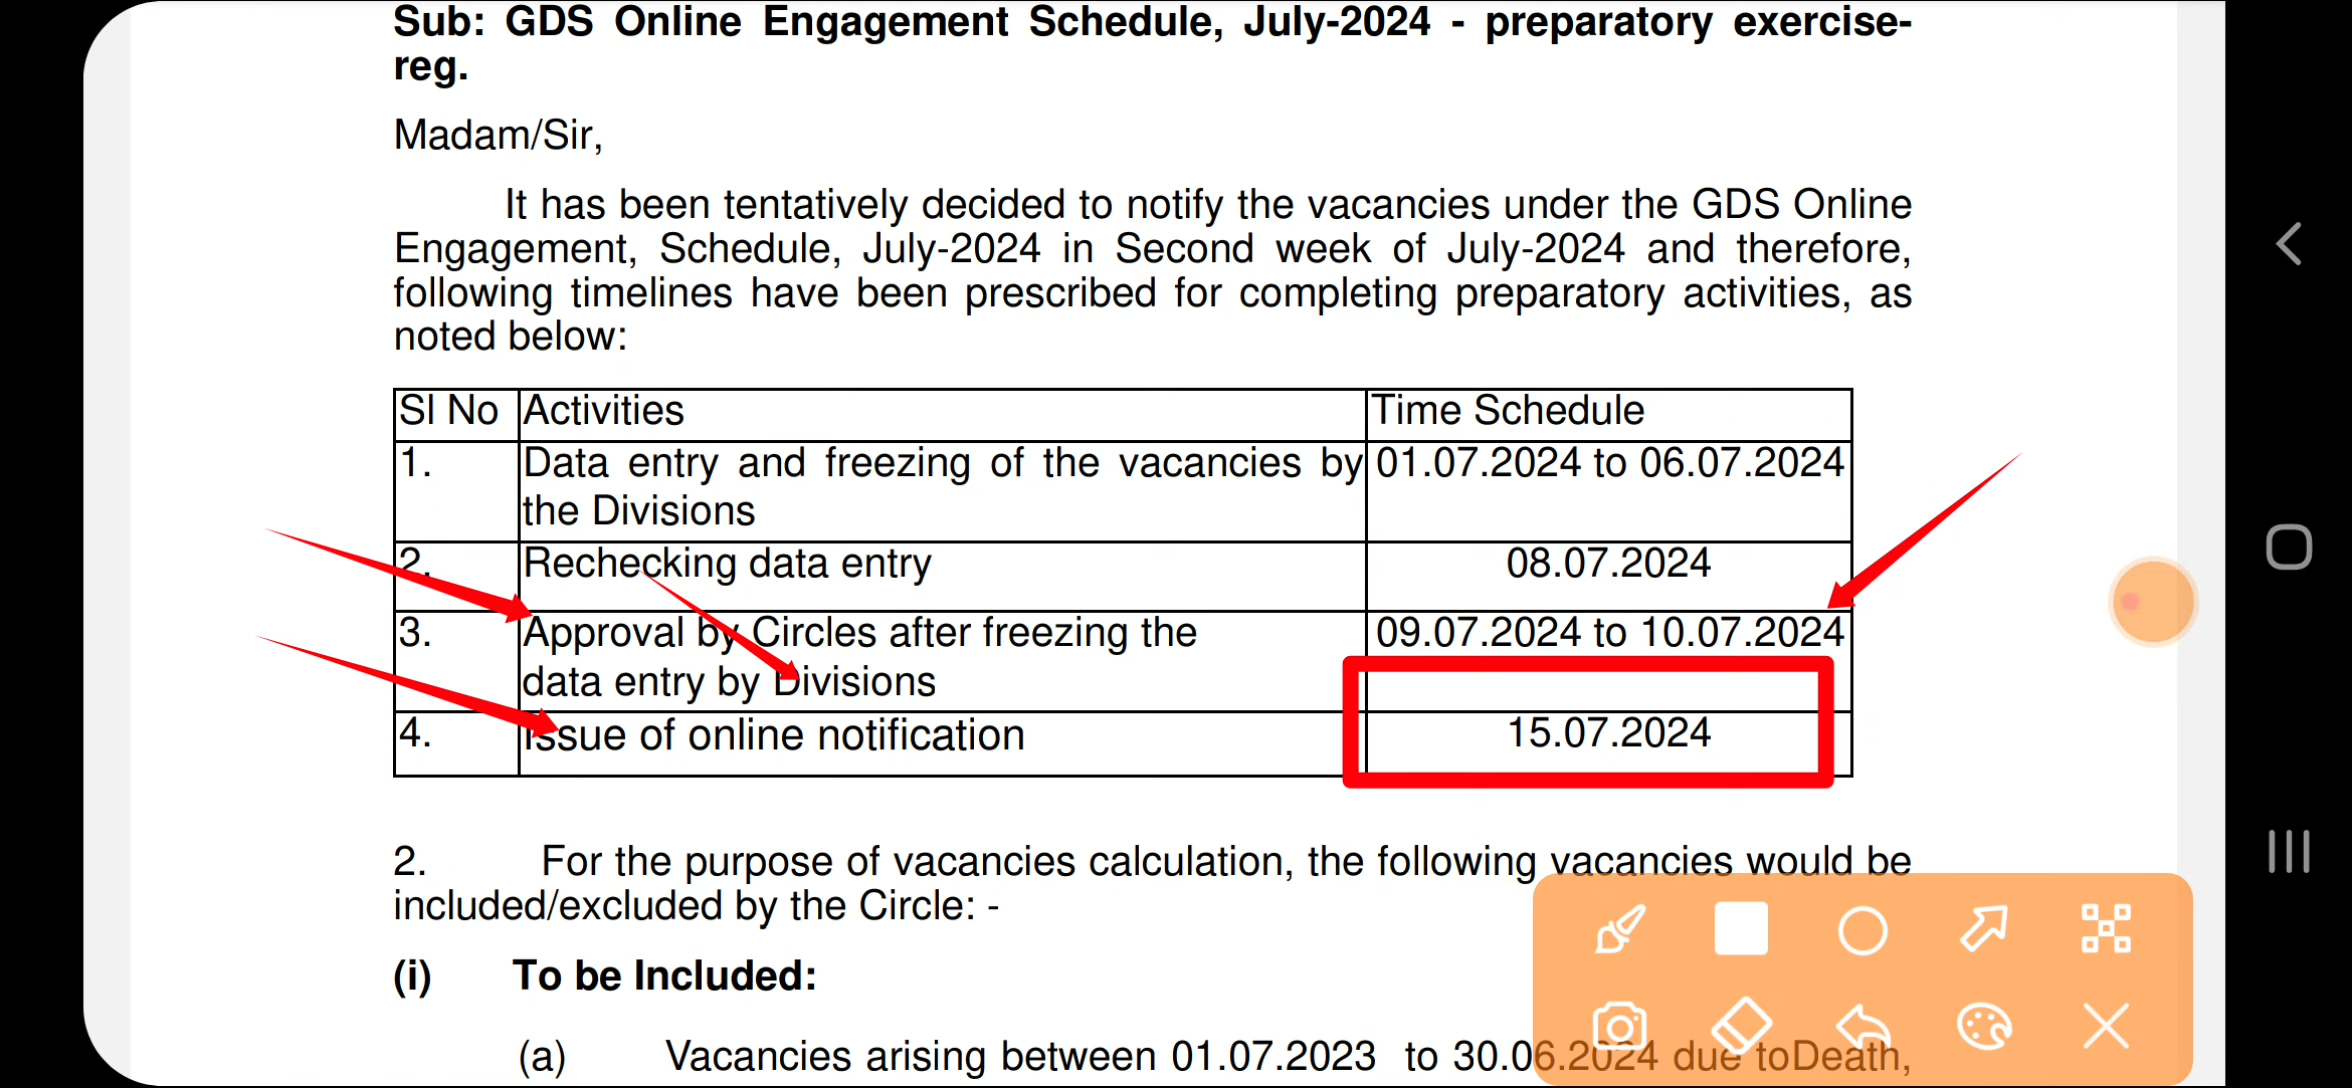 Sub: GDS Online Engagement Schedule, July-2024 - preparatory exercise-
reg.
Madam/Sir,
It has been tentatively decided to notify the vacancies under the GDS Online
Engagement, Schedule, July-2024 in Second week of July-2024 and therefore,
following timelines have been prescribed for completing preparatory activities, as
noted below:
Sl No Activities Time Schedule
1. Data entry and freezing of the vacancies by 01.07.2024 to 06.07.2024
the Divisions
2. Rechecking data entry 08.07.2024
3. Approval by Circles after freezing the 09.07.2024 to 10.07.2024
data entry by Divisions
4. Issue of online notification 15.07.2024
2. For the purpose of vacancies calculation, the following vacancies would be
included/excluded by the Circle: -
(i) To be Included:
(a) Vacancies arising between 01.07.2023 to 30.06.2024 due toDeath,